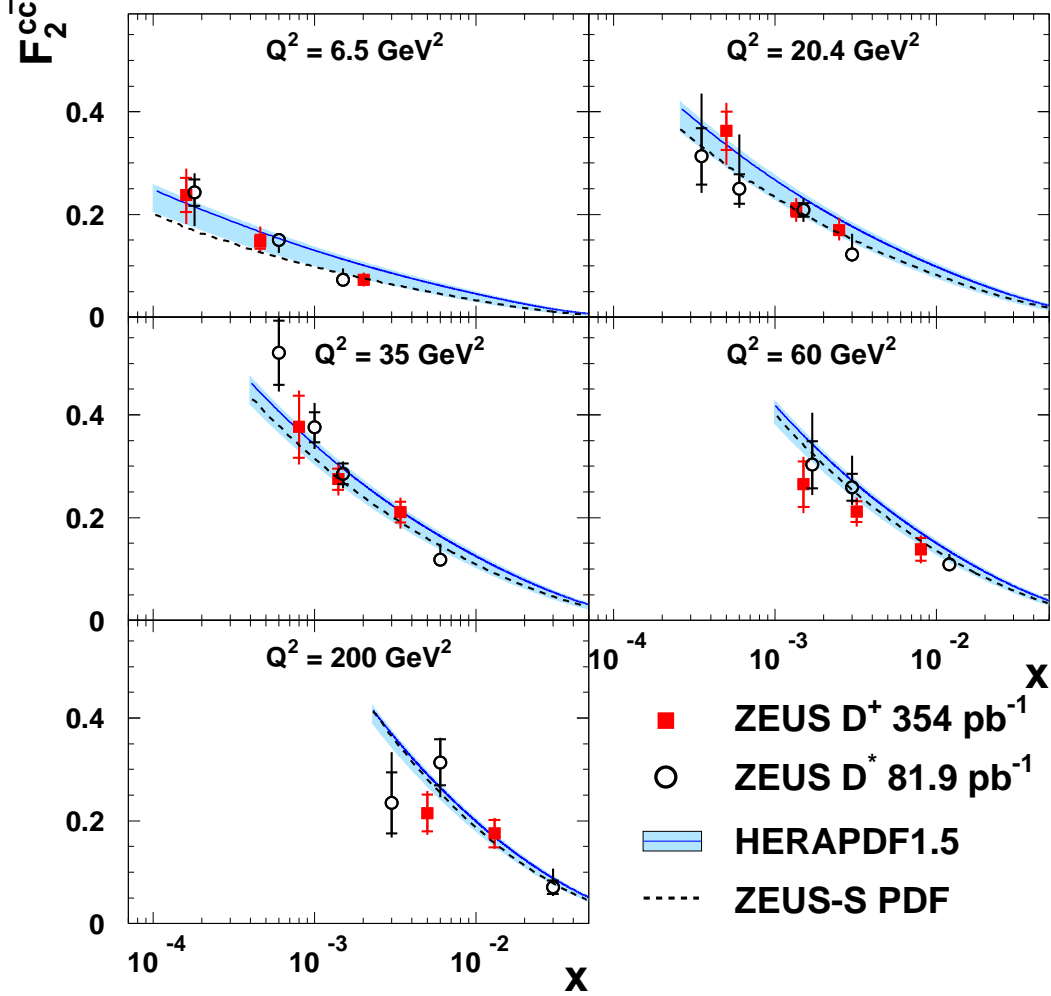 F₂^cc̄
Q² = 6.5 GeV²
Q² = 20.4 GeV²
0.4
0.2
0
Q² = 35 GeV²
Q² = 60 GeV²
0.4
0.2
0
10⁻⁴ 10⁻³ 10⁻²
x
Q² = 200 GeV²
0.4
0.2
0
10⁻⁴ 10⁻³ 10⁻²
x
ZEUS D⁺ 354 pb⁻¹
ZEUS D* 81.9 pb⁻¹
HERAPDF1.5
ZEUS-S PDF